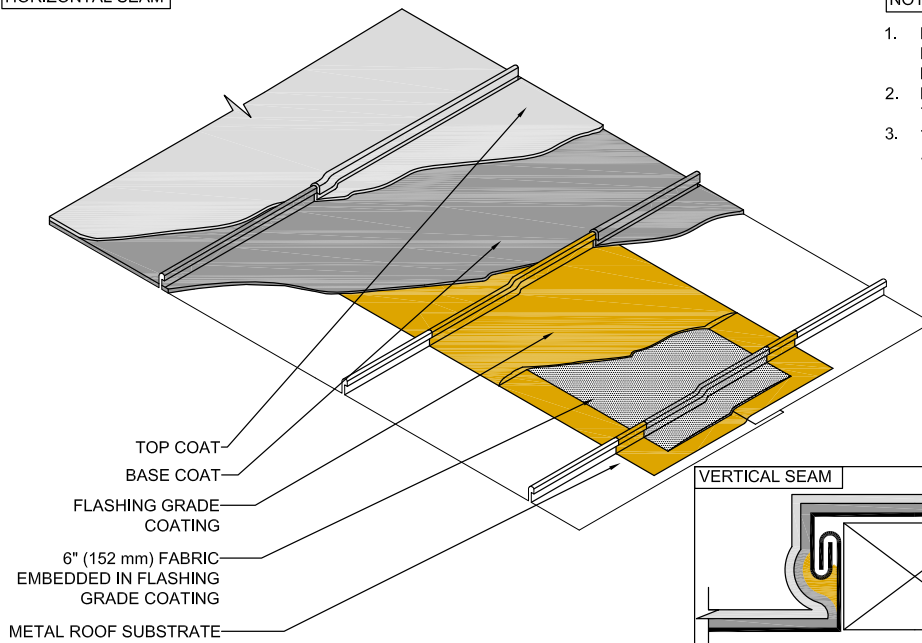 HORIZONTAL SEAM
1.
2.
3.
TOP COAT
BASE COAT
FLASHING GRADE
COATING
6" (152 mm) FABRIC
EMBEDDED IN FLASHING
GRADE COATING
METAL ROOF SUBSTRATE
VERTICAL SEAM